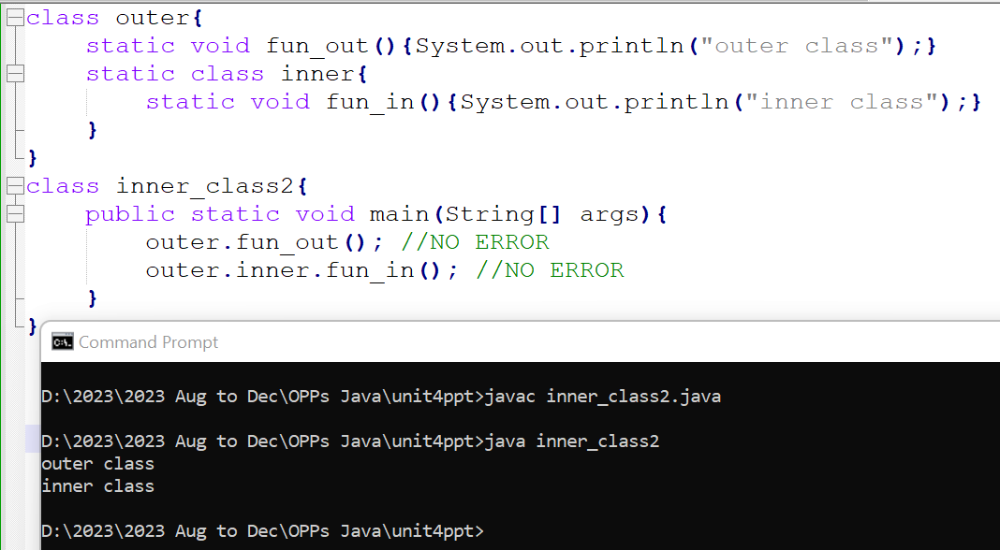 class outer{
    static void fun_out(){System.out.println("outer class");}
    static class inner{
        static void fun_in(){System.out.println("inner class");}
    }
}
class inner_class2{
    public static void main(String[] args){
        outer.fun_out(); //NO ERROR
        outer.inner.fun_in(); //NO ERROR
    }
}
Command Prompt
D:\2023\2023 Aug to Dec\OPPs Java\unit4ppt>javac inner_class2.java
D:\2023\2023 Aug to Dec\OPPs Java\unit4ppt>java inner_class2
outer class
inner class
D:\2023\2023 Aug to Dec\OPPs Java\unit4ppt>